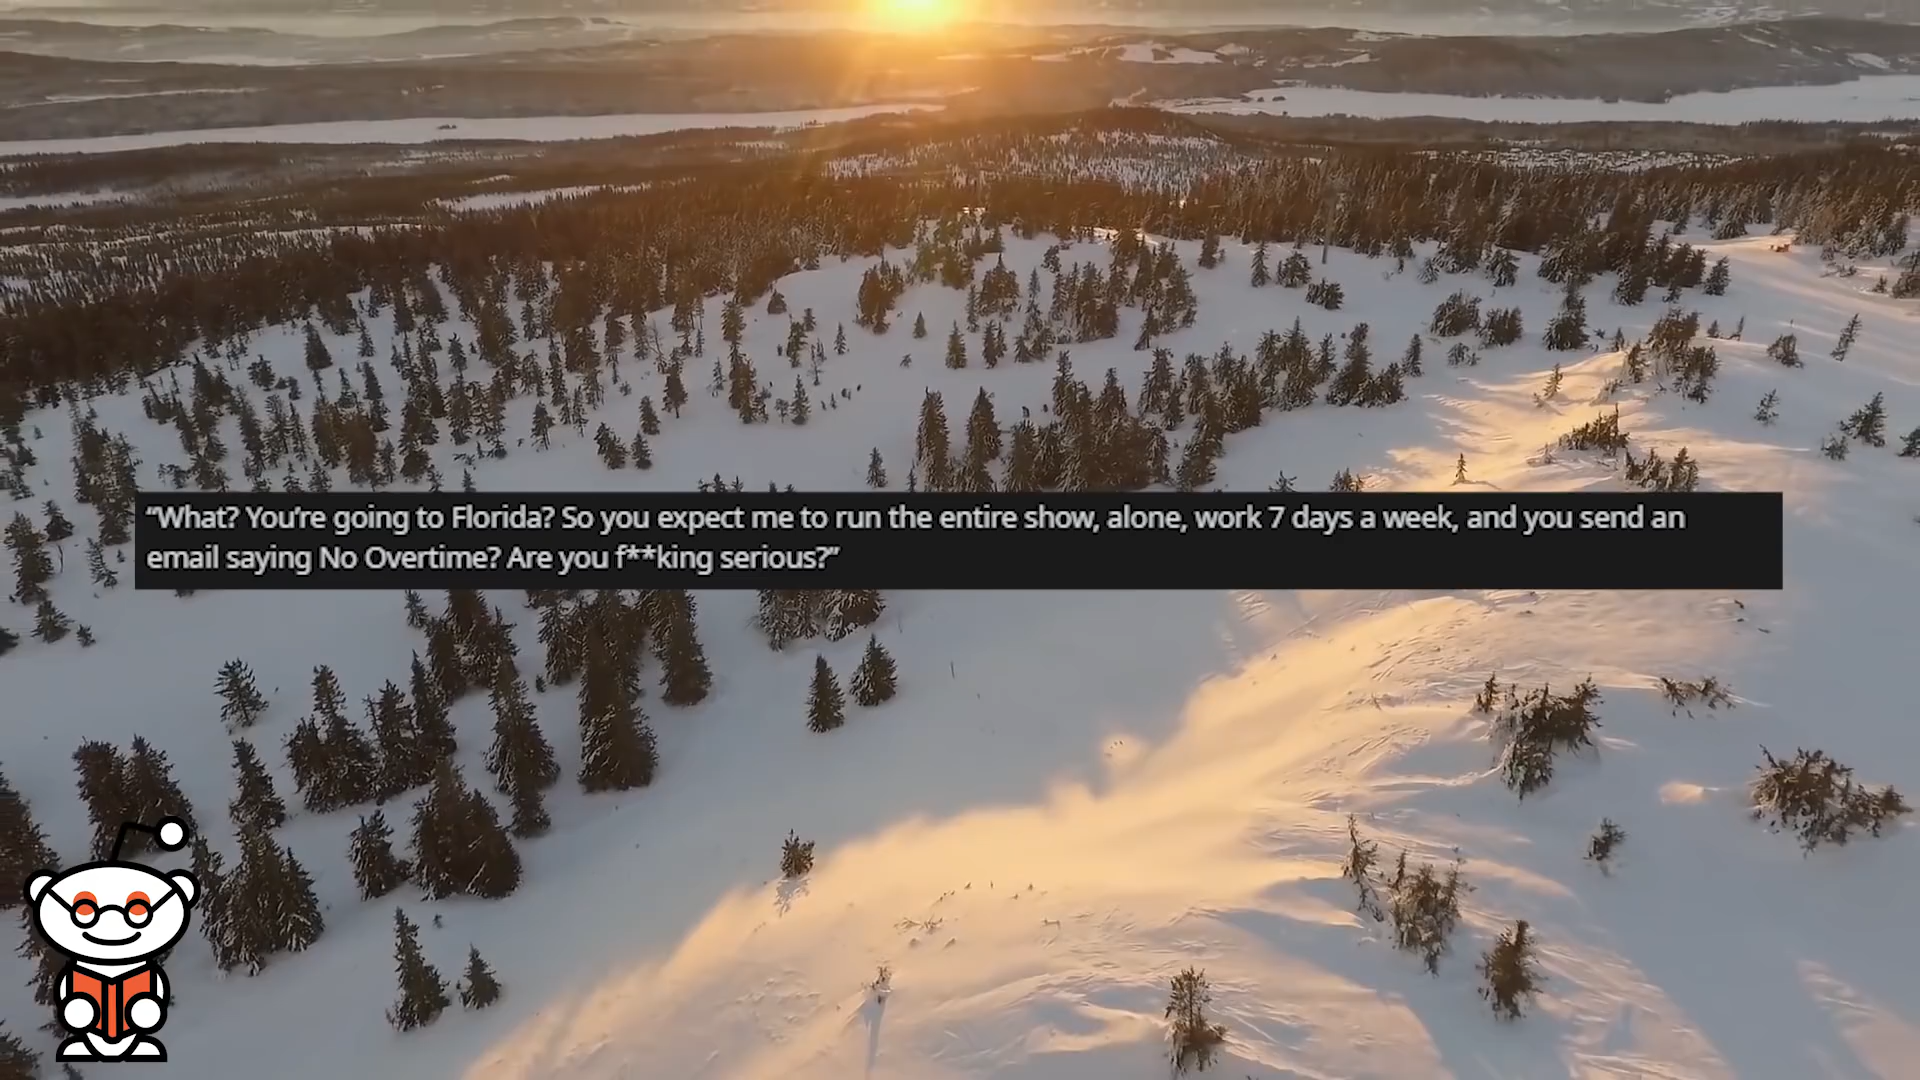 “What? You’re going to Florida? So you expect me to run the entire show, alone, work 7 days a week, and you send an
email saying No Overtime? Are you f**king serious?”